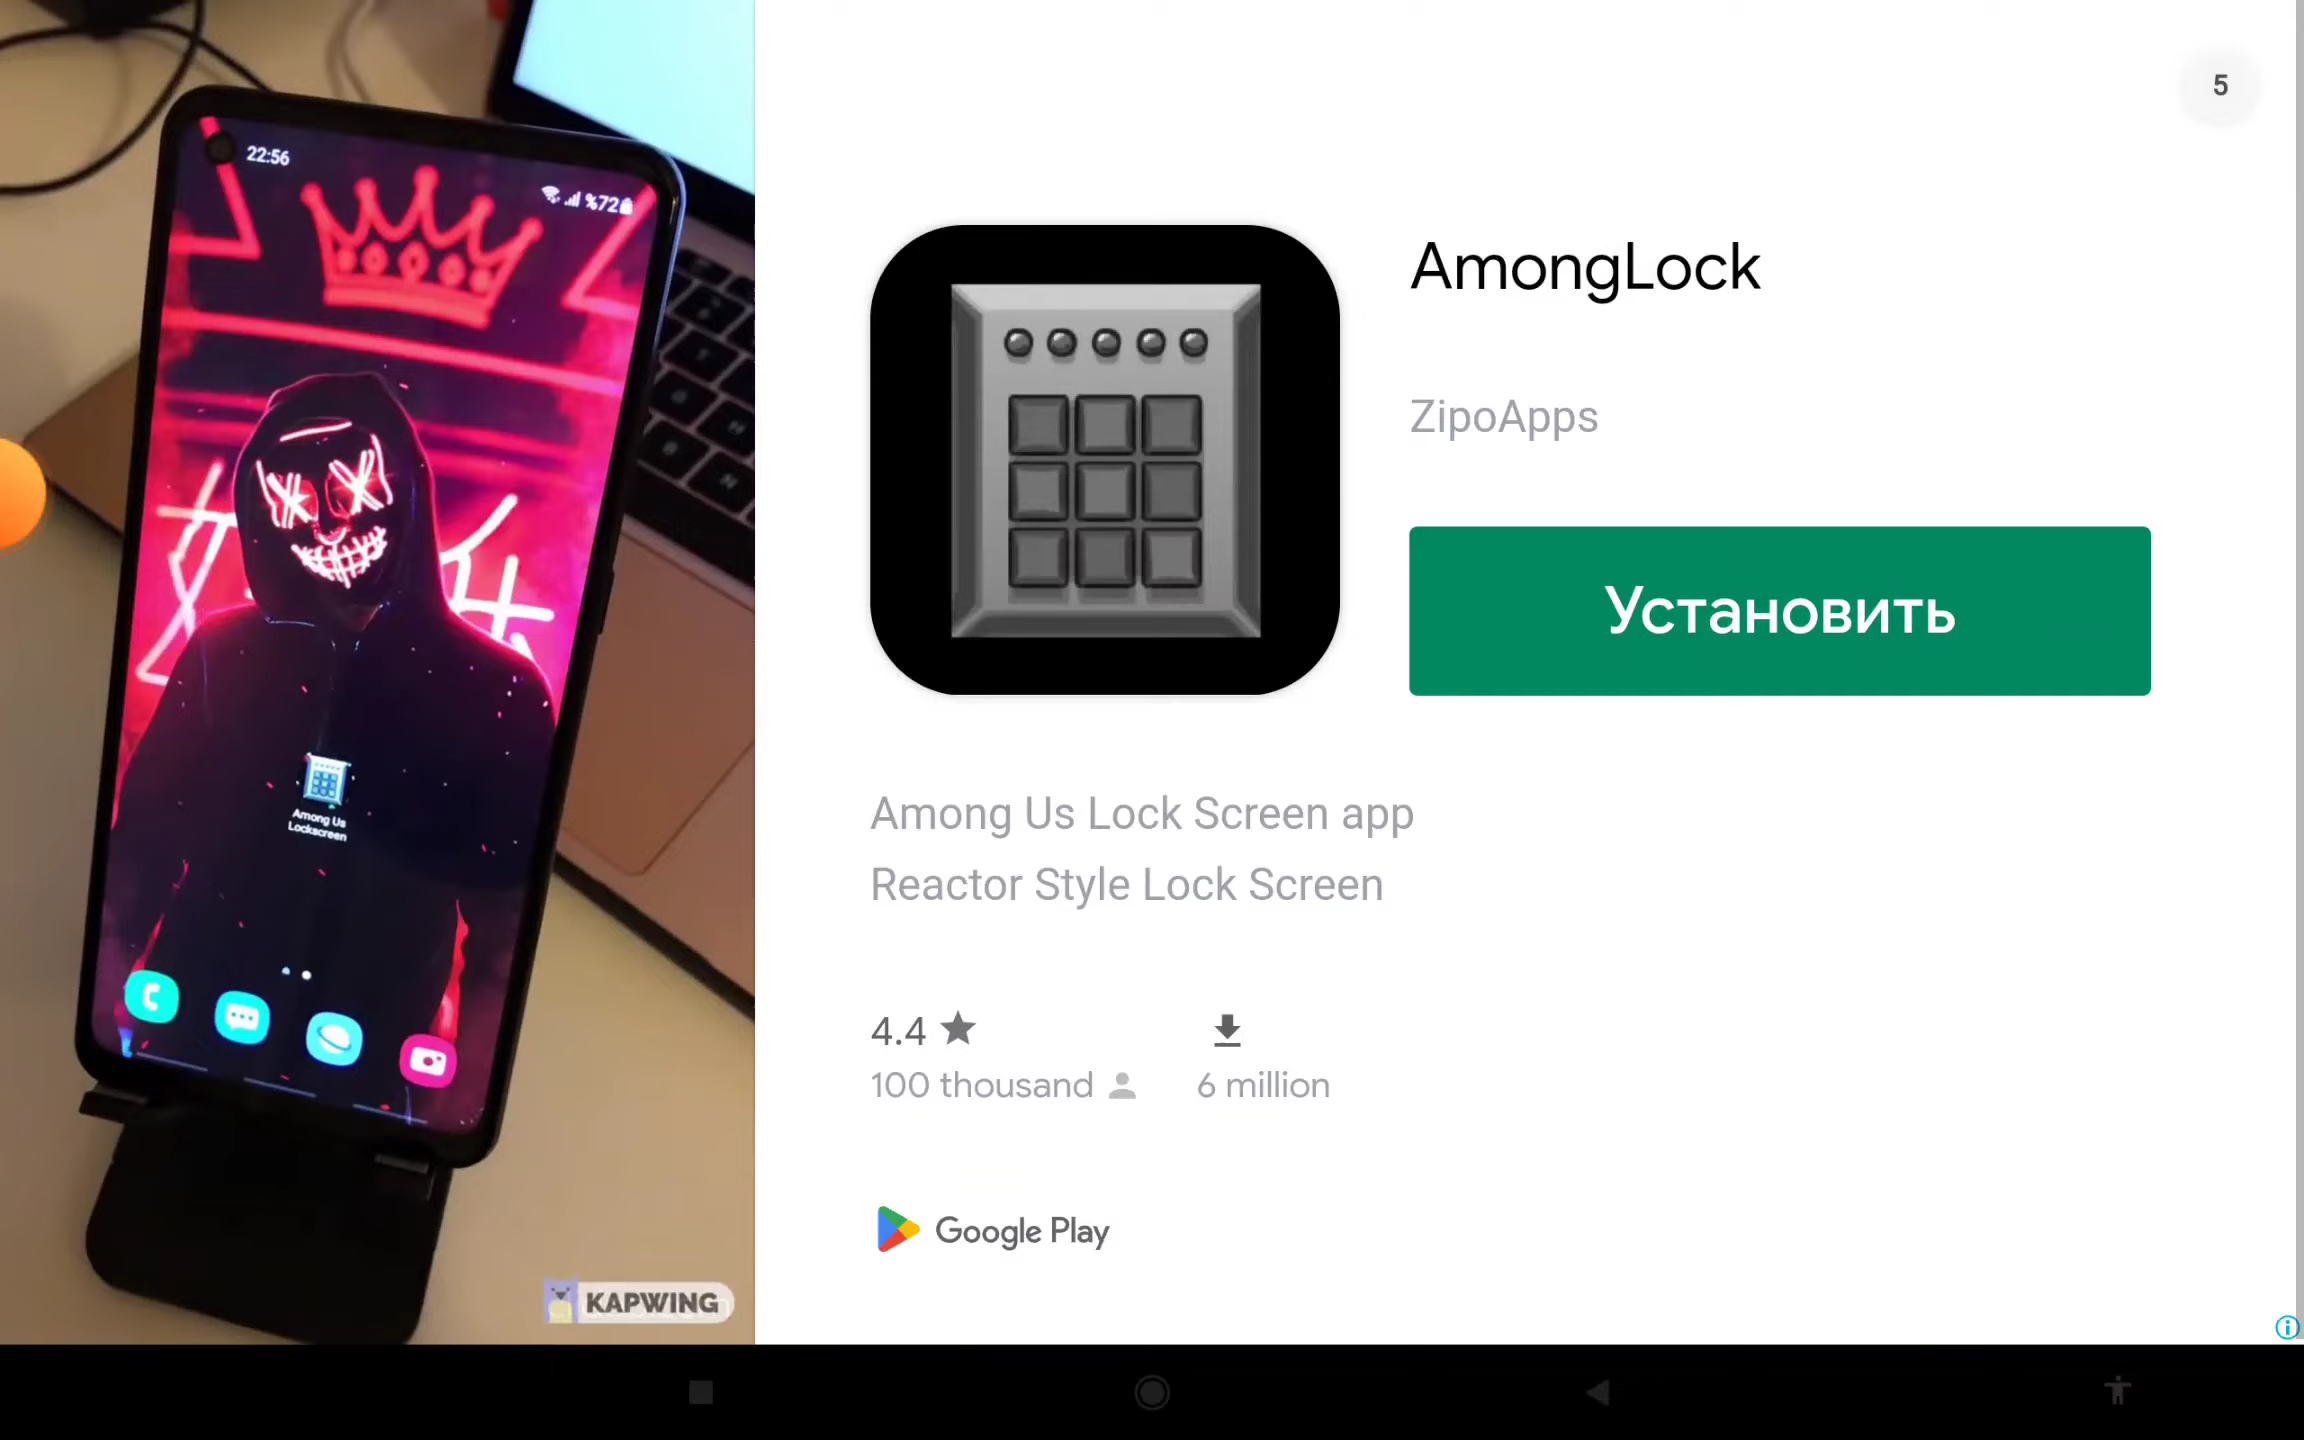 22:56
%72
Among Us
Lockscreen
KAPWING
5
AmongLock
ZipoApps
Установить
Among Us Lock Screen app
Reactor Style Lock Screen
4.4
100 thousand
6 million
Google Play